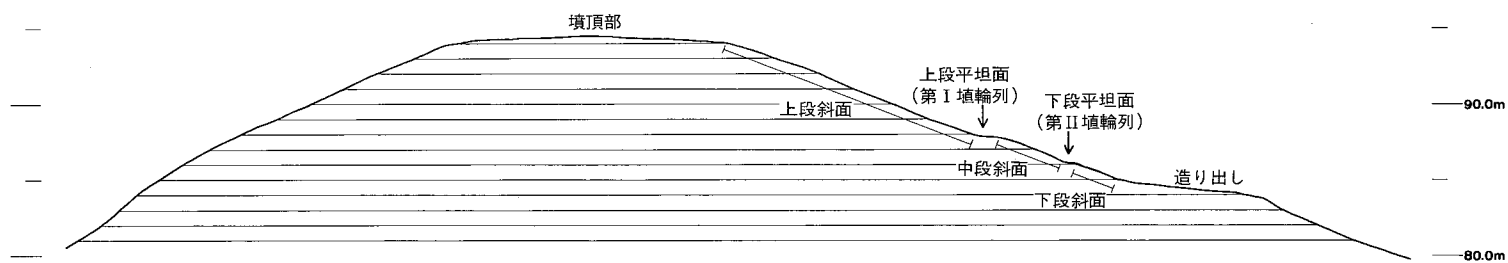 墳頂部
上段平坦面
(第Ⅰ埴輪列)
下段平坦面
(第Ⅱ埴輪列)
90.0m
上段斜面
中段斜面
造り出し
下段斜面
80.0m